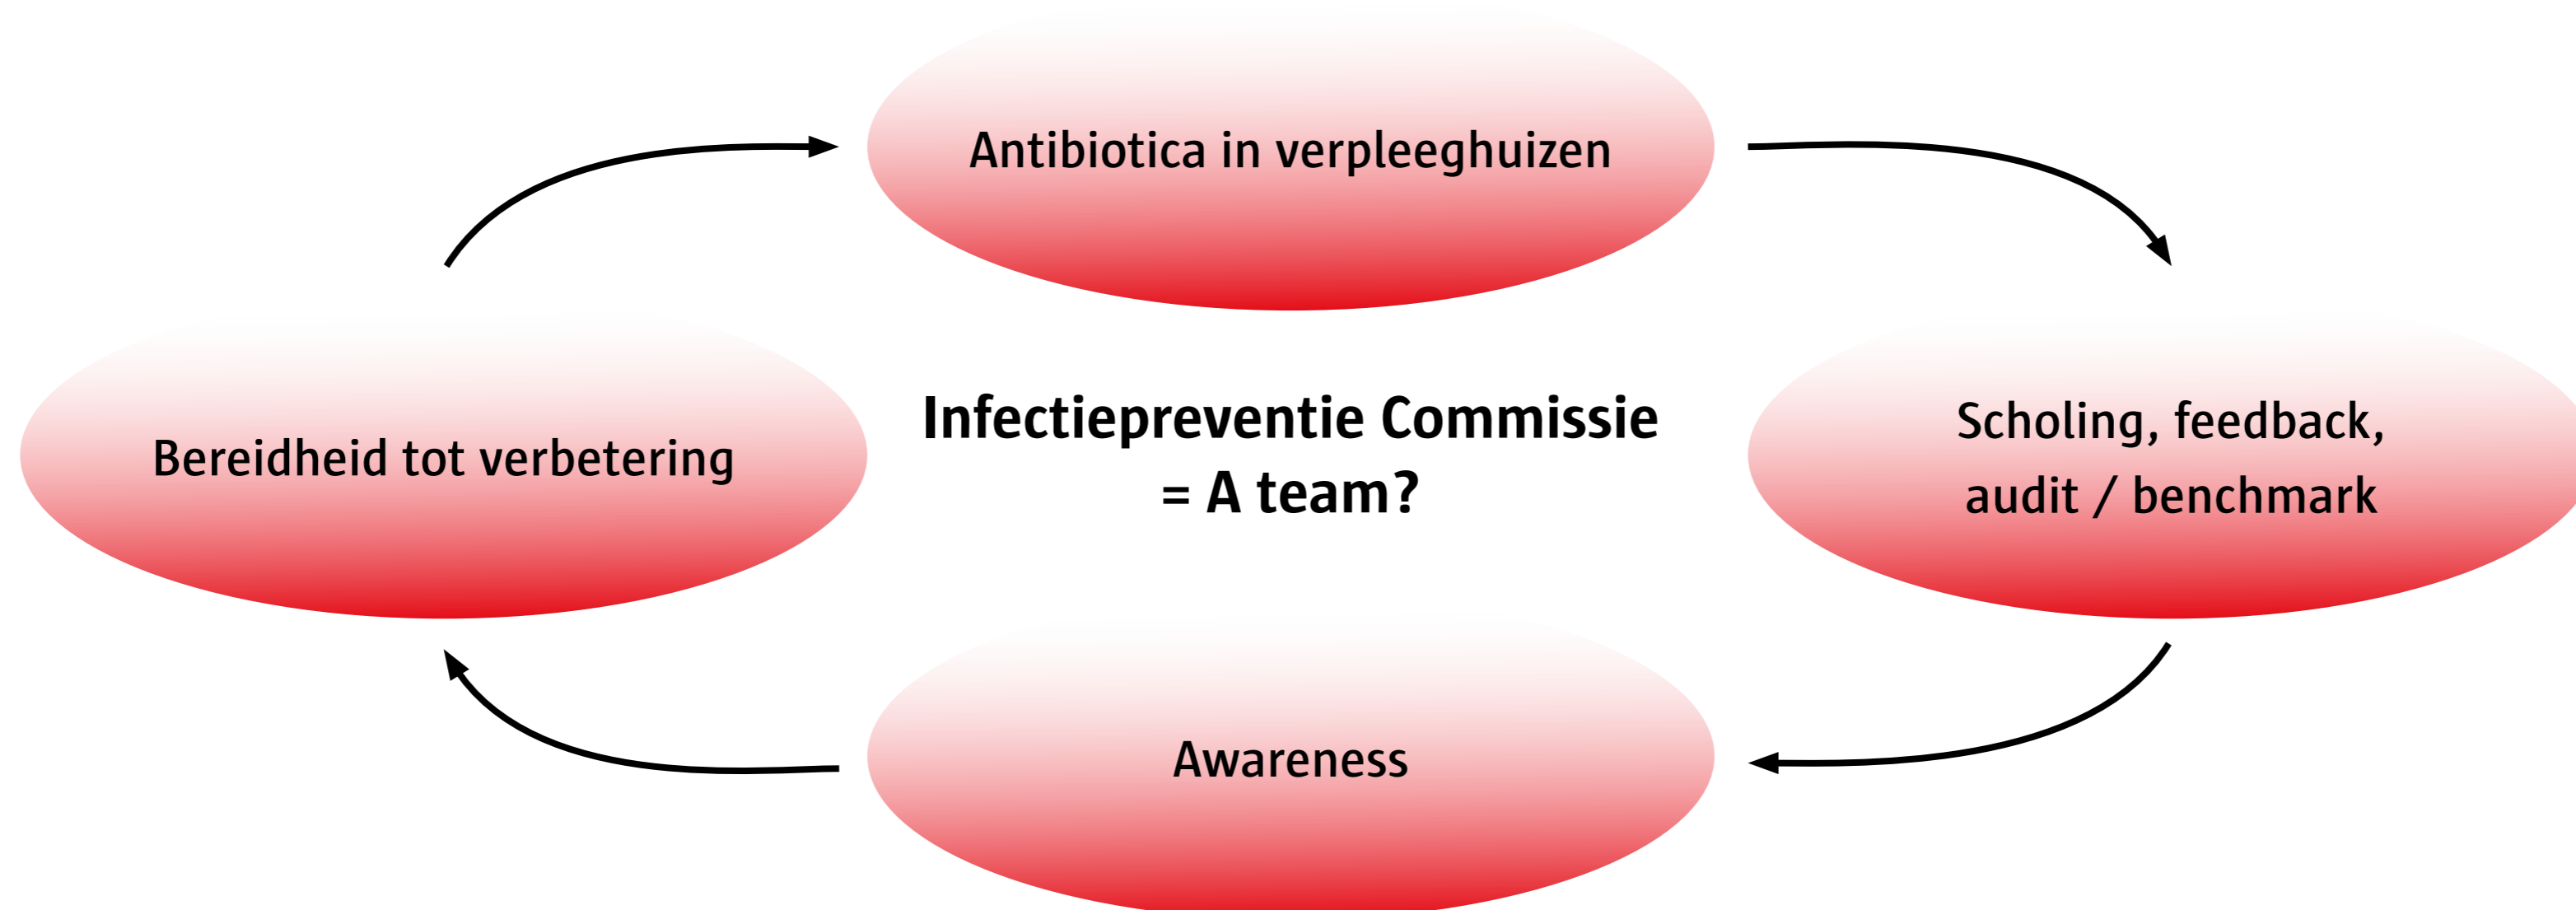 Antibiotica in verpleeghuizen
Bereidheid tot verbetering
Infectiepreventie Commissie
= A team?
Scholing, feedback,
audit / benchmark
Awareness